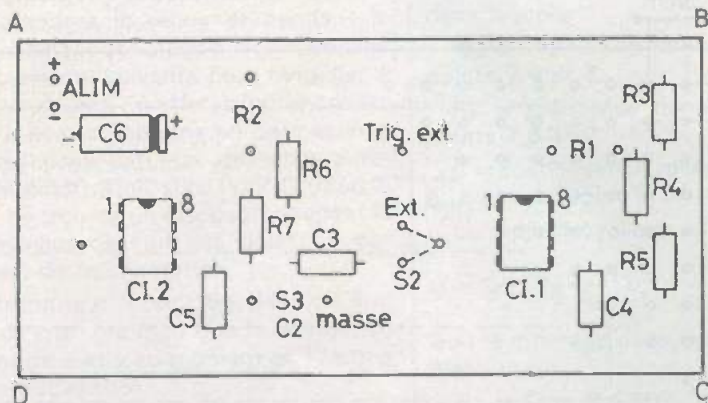 A
B
+
ALIM
-
- C6 +
R2
R6
Trig. ext.
R1
R3
R4
1 8
R7
Ext.
1 8
C3
S2
R5
CI.2
C5
S3
C2
masse
CI.1
C4
D
C